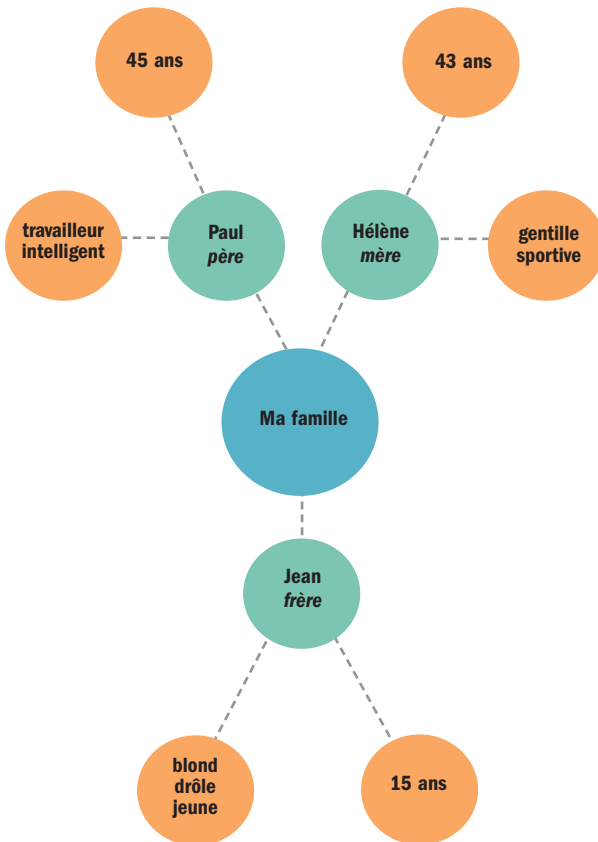 45 ans
43 ans
travailleur
intelligent
Paul
père
Hélène
mère
gentille
sportive
Ma famille
Jean
frère
blond
drôle
jeune
15 ans